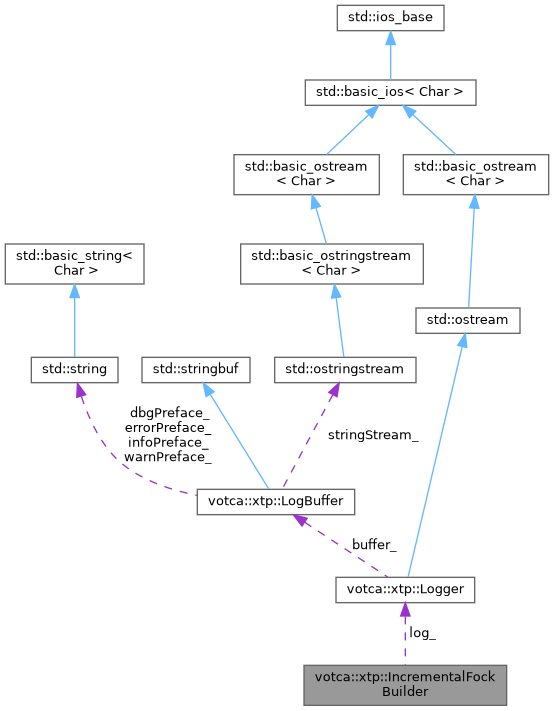 std::ios_base
std::basic_ios< Char >
std::basic_ostream
< Char >
std::basic_ostream
< Char >
std::basic_string<
Char >
std::basic_ostringstream
< Char >
std::ostream
std::string
std::stringbuf
std::ostringstream
dbgPreface_
errorPreface_
infoPreface_
warnPreface_
stringStream_
votca::xtp::LogBuffer
buffer_
votca::xtp::Logger
log_
votca::xtp::IncrementalFock
Builder